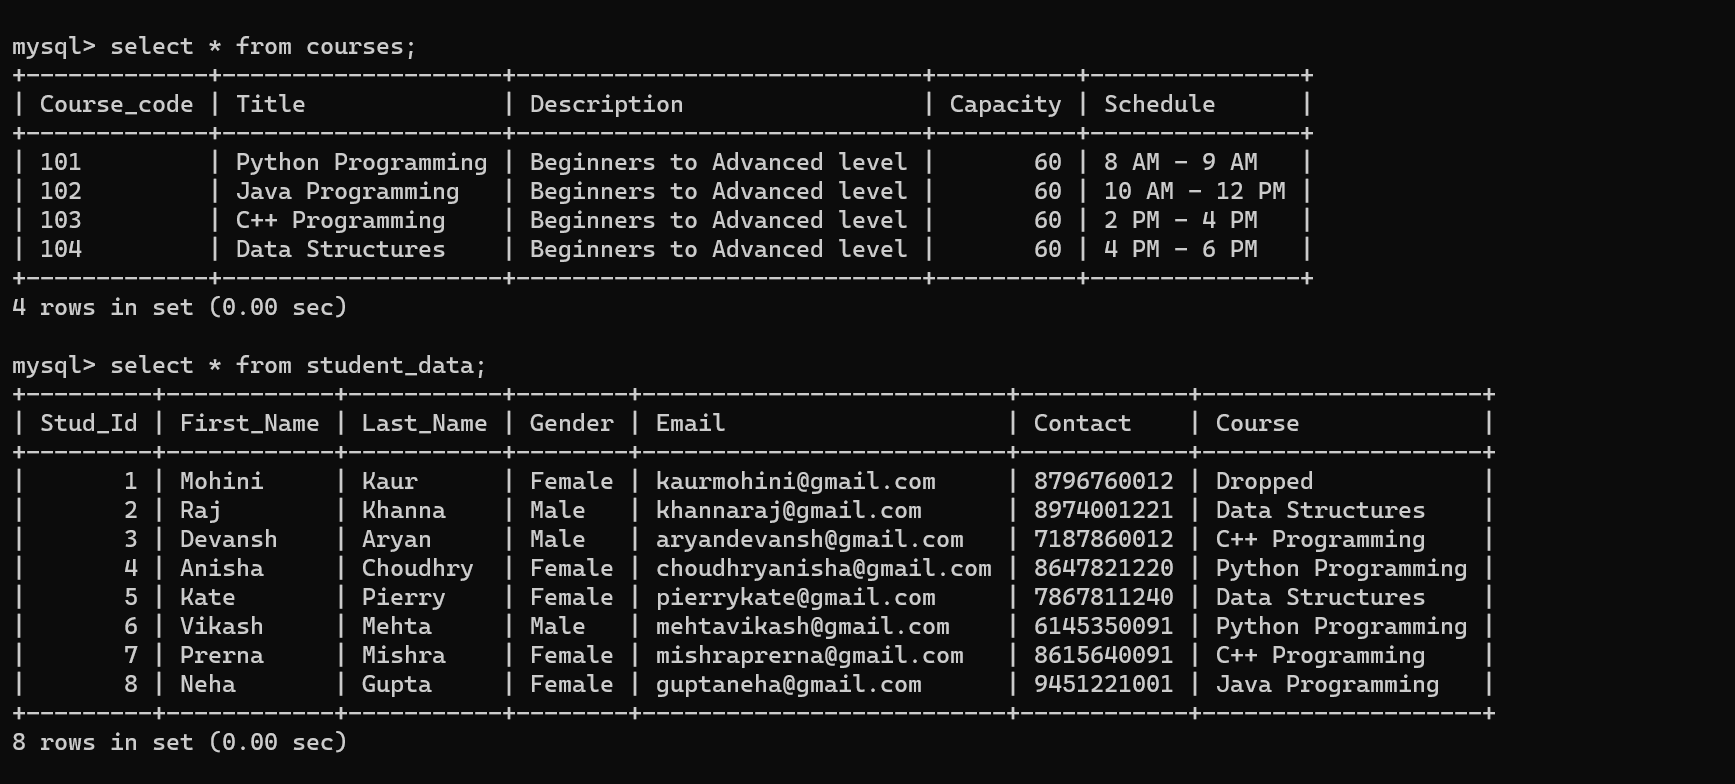 mysql> select * from courses;
+-------------+--------------------+-----------------------------+----------+---------------+
| Course_code | Title              | Description                 | Capacity | Schedule      |
+-------------+--------------------+-----------------------------+----------+---------------+
| 101         | Python Programming | Beginners to Advanced level |       60 | 8 AM - 9 AM   |
| 102         | Java Programming   | Beginners to Advanced level |       60 | 10 AM - 12 PM |
| 103         | C++ Programming    | Beginners to Advanced level |       60 | 2 PM - 4 PM   |
| 104         | Data Structures    | Beginners to Advanced level |       60 | 4 PM - 6 PM   |
+-------------+--------------------+-----------------------------+----------+---------------+
4 rows in set (0.00 sec)

mysql> select * from student_data;
+---------+------------+-----------+--------+--------------------------+------------+--------------------+
| Stud_Id | First_Name | Last_Name | Gender | Email                    | Contact    | Course             |
+---------+------------+-----------+--------+--------------------------+------------+--------------------+
|       1 | Mohini     | Kaur      | Female | kaurmohini@gmail.com     | 8796760012 | Dropped            |
|       2 | Raj        | Khanna    | Male   | khannaraj@gmail.com      | 8974001221 | Data Structures    |
|       3 | Devansh    | Aryan     | Male   | aryandevansh@gmail.com   | 7187860012 | C++ Programming    |
|       4 | Anisha     | Choudhry  | Female | choudhryanisha@gmail.com | 8647821220 | Python Programming |
|       5 | Kate       | Pierry    | Female | pierrykate@gmail.com     | 7867811240 | Data Structures    |
|       6 | Vikash     | Mehta     | Male   | mehtavikash@gmail.com    | 6145350091 | Python Programming |
|       7 | Prerna     | Mishra    | Female | mishraprerna@gmail.com   | 8615640091 | C++ Programming    |
|       8 | Neha       | Gupta     | Female | guptaneha@gmail.com      | 9451221001 | Java Programming   |
+---------+------------+-----------+--------+--------------------------+------------+--------------------+
8 rows in set (0.00 sec)